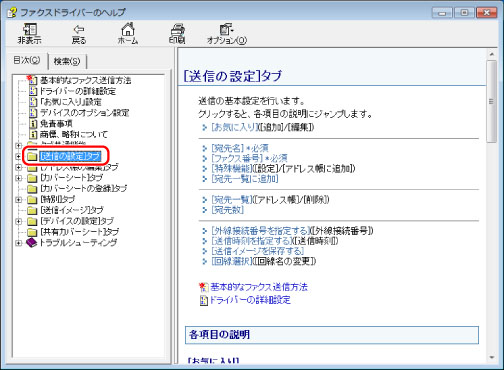 ファクスドライバーのヘルプ
非表示
戻る
ホーム
印刷
オプション(O)
目次(C)
検索(S)
基本的なファクス送信方法
ドライバーの詳細設定
「お気に入り」設定
デバイスのオプション設定
免責事項
商標、略称について
[送信の設定]タブ
[カバーシート]タブ
[カバーシートの登録]タブ
[特別]タブ
[送信イメージ]タブ
[デバイスの設定]タブ
[共有カバーシート]タブ
トラブルシューティング
[送信の設定]タブ
送信の基本設定を行います。
クリックすると、各項目の説明にジャンプします。
> [お気に入り]([追加]/[編集])
> [宛先名] *必須
> [ファクス番号] *必須
> [特殊機能]([設定]/[アドレス帳に追加])
> [宛先一覧に追加]
> [宛先一覧]([アドレス帳]/[削除])
> [宛先数]
> [外線接続番号を指定する]([外線接続番号])
> [送信時刻を指定する]([送信時刻])
> [送信イメージを保存する]
> [回線選択]([回線名の変更])
基本的なファクス送信方法
ドライバーの詳細設定
各項目の説明
[お気に入り]